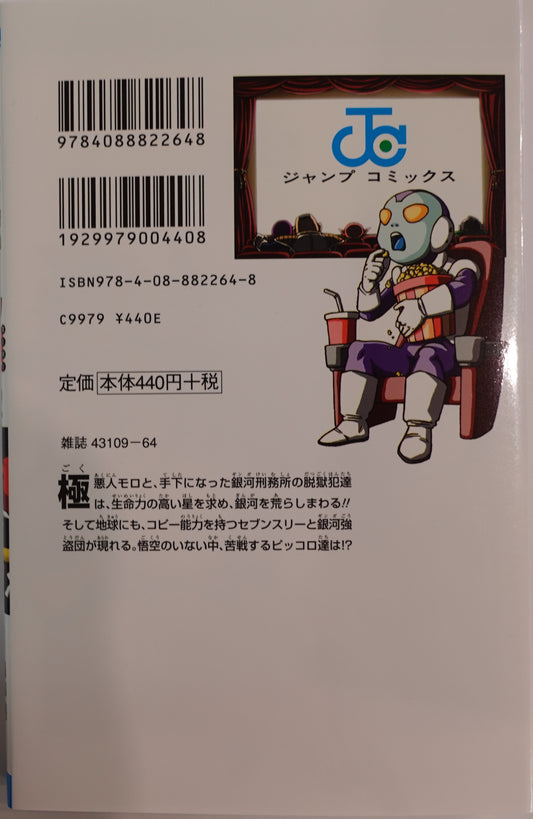 9784088822648
JC
ジャンプ コミックス
1929979004408
ISBN978-4-08-882264-8
C9979 ¥440E
定価 本体440円+税
雑誌 43109-64
極悪人モロと、手下になった銀河刑務所の脱獄犯達
は、生命力の高い星を求め、銀河を荒らしまわる!!
そして地球にも、コピー能力を持つセブンスリーと銀河強
盗団が現れる。悟空のいない中、苦戦するピッコロ達は!?